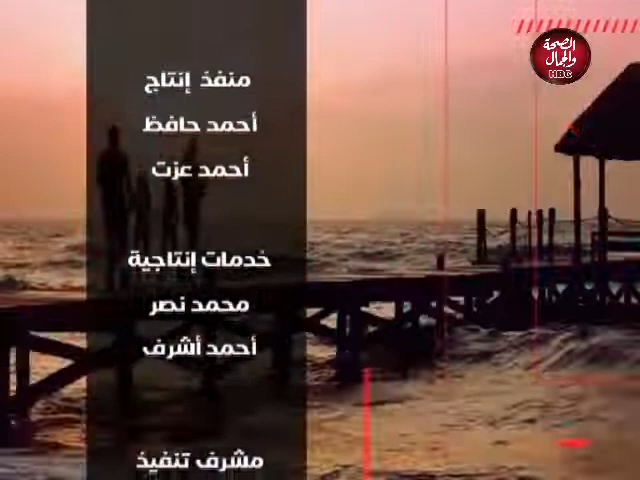 الصحة
والجمال
HBC
منفذ إنتاج
أحمد حافظ
أحمد عزت
خدمات إنتاجية
محمد نصر
أحمد أشرف
مشرف تنفيذ